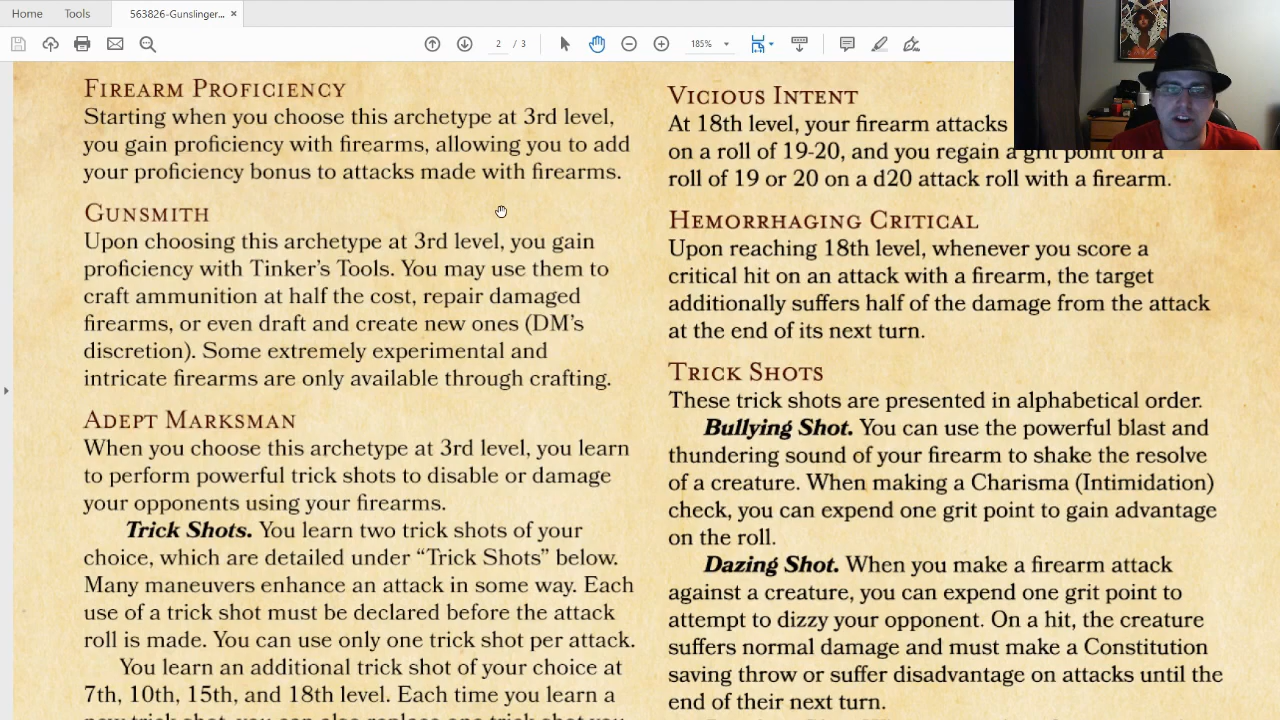 Home
Tools
563826-Gunslinger...
×
2 / 3
185%
FIREARM PROFICIENCY
Starting when you choose this archetype at 3rd level,
you gain proficiency with firearms, allowing you to add
your proficiency bonus to attacks made with firearms.
GUNSMITH
Upon choosing this archetype at 3rd level, you gain
proficiency with Tinker's Tools. You may use them to
craft ammunition at half the cost, repair damaged
firearms, or even draft and create new ones (DM's
discretion). Some extremely experimental and
intricate firearms are only available through crafting.
ADEPT MARKSMAN
When you choose this archetype at 3rd level, you learn
to perform powerful trick shots to disable or damage
your opponents using your firearms.
Trick Shots. You learn two trick shots of your
choice, which are detailed under “Trick Shots” below.
Many maneuvers enhance an attack in some way. Each
use of a trick shot must be declared before the attack
roll is made. You can use only one trick shot per attack.
You learn an additional trick shot of your choice at
7th, 10th, 15th, and 18th level. Each time you learn a
new trick shot, you can also replace one trick shot you
VICIOUS INTENT
At 18th level, your firearm attacks
on a roll of 19-20, and you regain a grit point on a
roll of 19 or 20 on a d20 attack roll with a firearm.
HEMORRHAGING CRITICAL
Upon reaching 18th level, whenever you score a
critical hit on an attack with a firearm, the target
additionally suffers half of the damage from the attack
at the end of its next turn.
TRICK SHOTS
These trick shots are presented in alphabetical order.
Bullying Shot. You can use the powerful blast and
thundering sound of your firearm to shake the resolve
of a creature. When making a Charisma (Intimidation)
check, you can expend one grit point to gain advantage
on the roll.
Dazing Shot. When you make a firearm attack
against a creature, you can expend one grit point to
attempt to dizzy your opponent. On a hit, the creature
suffers normal damage and must make a Constitution
saving throw or suffer disadvantage on attacks until the
end of their next turn.